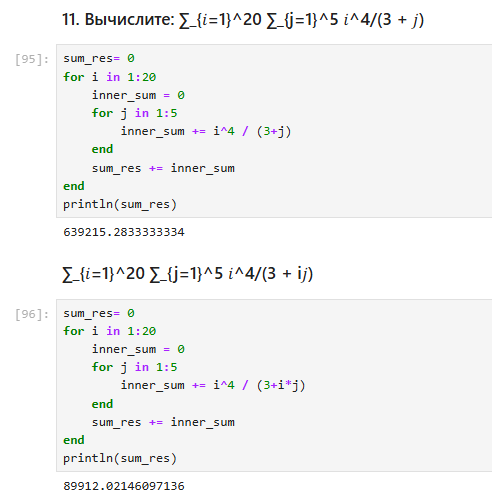 11. Вычислите: ∑_{𝑖=1}^20 ∑_{j=1}^5 𝑖^4/(3 + 𝑗)
[95]:
sum_res= 0
for i in 1:20
    inner_sum = 0
    for j in 1:5
        inner_sum += i^4 / (3+j)
    end
    sum_res += inner_sum
end
println(sum_res)
639215.2833333334
∑_{𝑖=1}^20 ∑_{j=1}^5 𝑖^4/(3 + i𝑗)
[96]:
sum_res= 0
for i in 1:20
    inner_sum = 0
    for j in 1:5
        inner_sum += i^4 / (3+i*j)
    end
    sum_res += inner_sum
end
println(sum_res)
89912.02146097136